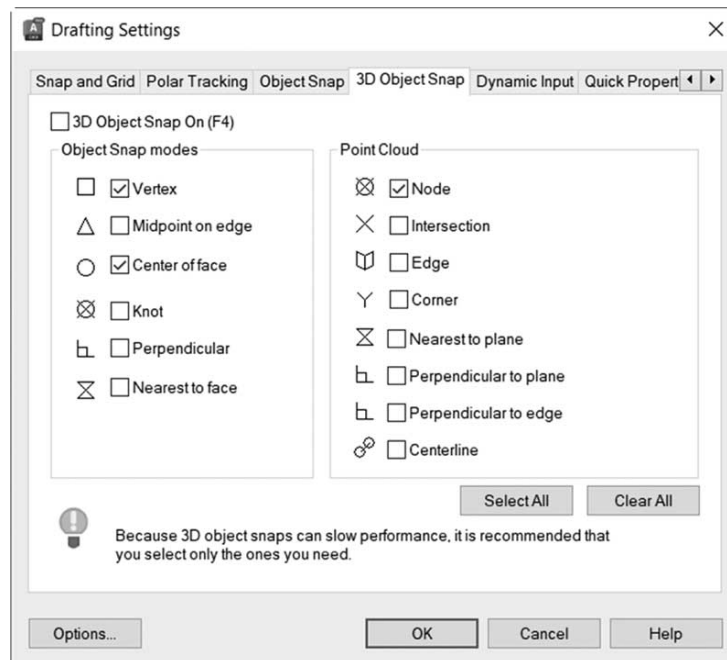 Drafting Settings
Snap and Grid Polar Tracking Object Snap 3D Object Snap Dynamic Input Quick Propert
3D Object Snap On (F4)
Object Snap modes
Vertex
Midpoint on edge
Center of face
Knot
Perpendicular
Nearest to face
Point Cloud
Node
Intersection
Edge
Corner
Nearest to plane
Perpendicular to plane
Perpendicular to edge
Centerline
Select All Clear All
Because 3D object snaps can slow performance, it is recommended that
you select only the ones you need.
Options... OK Cancel Help